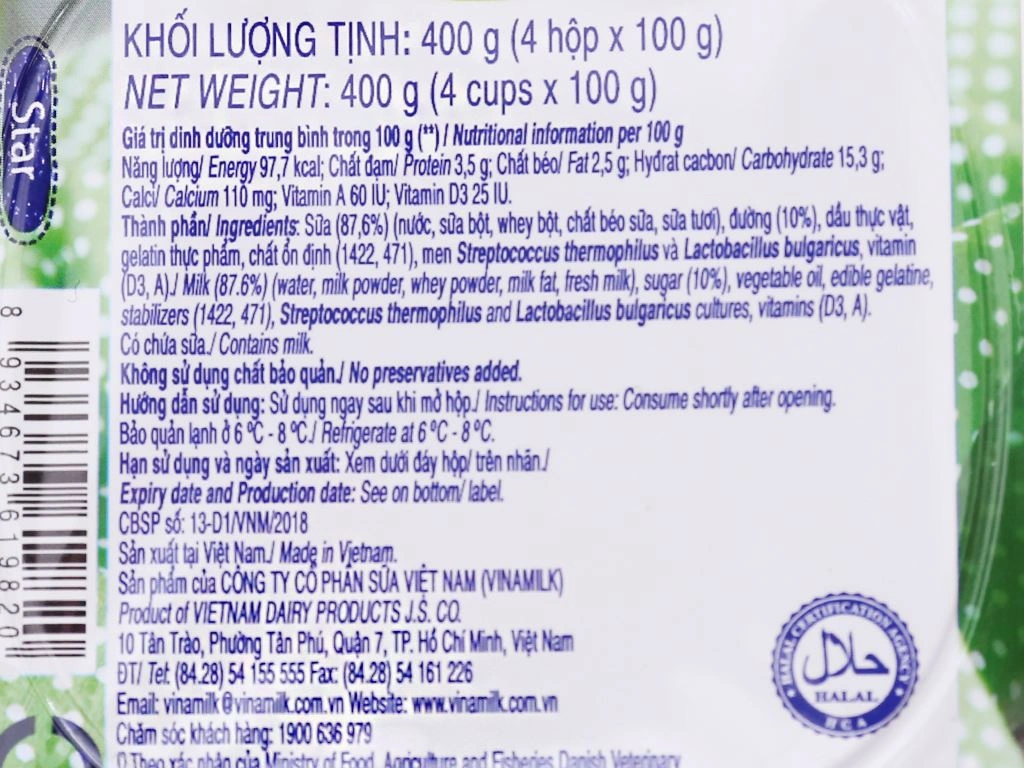 KHỐI LƯỢNG TỊNH: 400 g (4 hộp x 100 g)
NET WEIGHT: 400 g (4 cups x 100 g)
Giá trị dinh dưỡng trung bình trong 100 g (**) / Nutritional information per 100 g
Năng lượng/ Energy 97,7 kcal; Chất đạm/ Protein 3,5 g; Chất béo/ Fat 2,5 g; Hyđrat cacbon/ Carbohydrate 15,3 g;
Calci/ Calcium 110 mg; Vitamin A 60 IU; Vitamin D3 25 IU.
Thành phần/ Ingredients: Sữa (87,6%) (nước, sữa bột, whey bột, chất béo sữa, sữa tươi), đường (10%), dầu thực vật,
gelatin thực phẩm, chất ổn định (1422, 471), men Streptococcus thermophilus và Lactobacillus bulgaricus, vitamin
(D3, A)./ Milk (87.6%) (water, milk powder, whey powder, milk fat, fresh milk), sugar (10%), vegetable oil, edible gelatine,
stabilizers (1422, 471), Streptococcus thermophilus and Lactobacillus bulgaricus cultures, vitamins (D3, A).
Có chứa sữa./ Contains milk.
Không sử dụng chất bảo quản./ No preservatives added.
Hướng dẫn sử dụng: Sử dụng ngay sau khi mở hộp./ Instructions for use: Consume shortly after opening.
Bảo quản lạnh ở 6 °C - 8 °C./ Refrigerate at 6 °C - 8 °C.
Hạn sử dụng và ngày sản xuất: Xem dưới đáy hộp/ trên nhãn./
Expiry date and Production date: See on bottom/ label.
CBSP số: 13-D1/VNM/2018
Sản xuất tại Việt Nam./ Made in Vietnam.
Sản phẩm của CÔNG TY CỔ PHẦN SỮA VIỆT NAM (VINAMILK)
Product of VIETNAM DAIRY PRODUCTS J.S. CO.
10 Tân Trào, Phường Tân Phú, Quận 7, TP. Hồ Chí Minh, Việt Nam
ĐT/ Tel: (84.28) 54 155 555 Fax: (84.28) 54 161 226
Email: vinamilk@vinamilk.com.vn Website: www.vinamilk.com.vn
Chăm sóc khách hàng: 1900 636 979
Theo xác nhận của Ministry of Food, Agriculture and Fisheries Danish Veterinary
Star
8 934673 619820
HALAL CERTIFICATION AGENCY
حلال
HALAL
HCA